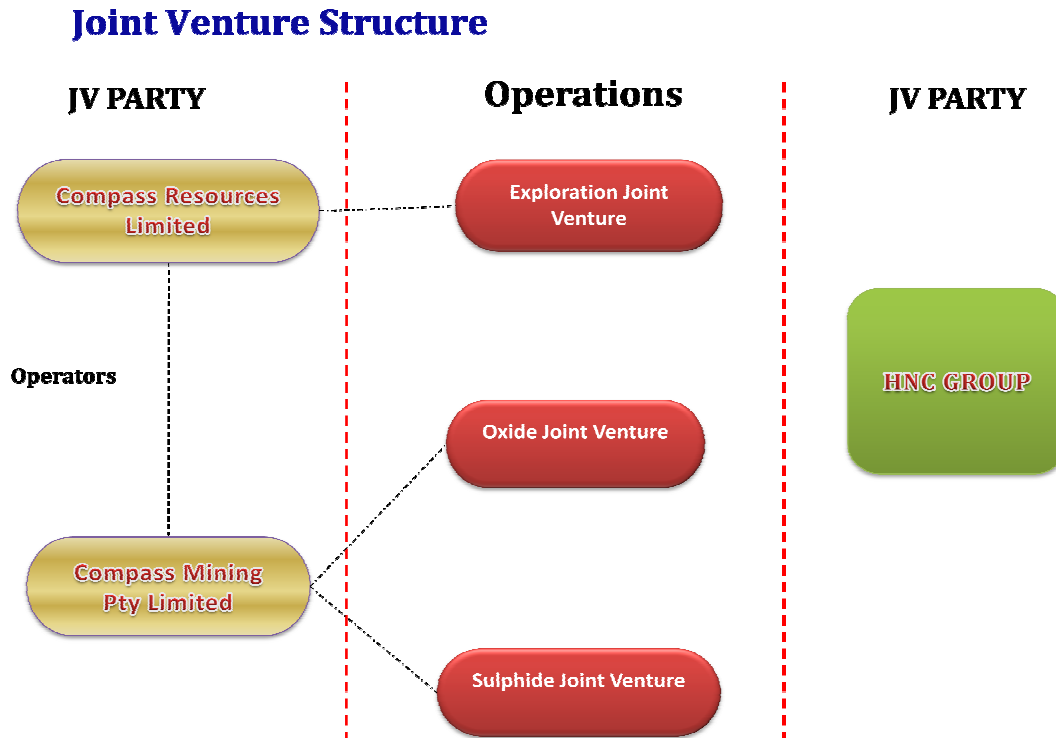 Joint Venture Structure
JV PARTY
Operations
JV PARTY
Compass Resources
Limited
Exploration Joint
Venture
Operators
HNC GROUP
Oxide Joint Venture
Compass Mining
Pty Limited
Sulphide Joint Venture